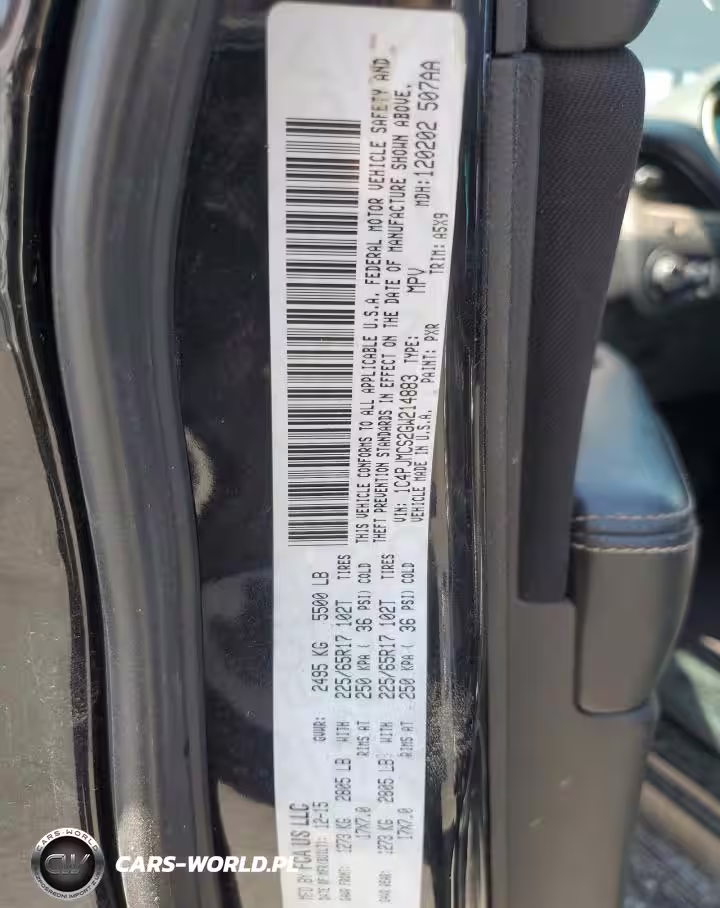 MFD BY FCA US LLC
DATE OF MFR(BUILT): 12-15 GVWR: 2495 KG 5500 LB
GAWR FRONT: 1273 KG 2805 LB WITH 225/65R17 102T TIRES
17X7.0 RIMS AT 250 KPA ( 36 PSI) COLD
GAWR REAR: 1273 KG 2805 LB WITH 225/65R17 102T TIRES
17X7.0 RIMS AT 250 KPA ( 36 PSI) COLD
THIS VEHICLE CONFORMS TO ALL APPLICABLE U.S.A. FEDERAL MOTOR VEHICLE SAFETY AND
THEFT PREVENTION STANDARDS IN EFFECT ON THE DATE OF MANUFACTURE SHOWN ABOVE.
VIN: 1C4PJMCS2GW214883 TYPE: MPV MDH:120202 507AA
VEHICLE MADE IN U.S.A. PAINT: PXR TRIM: A5X9
CARS-WORLD
CW
CARS-WORLD.PL